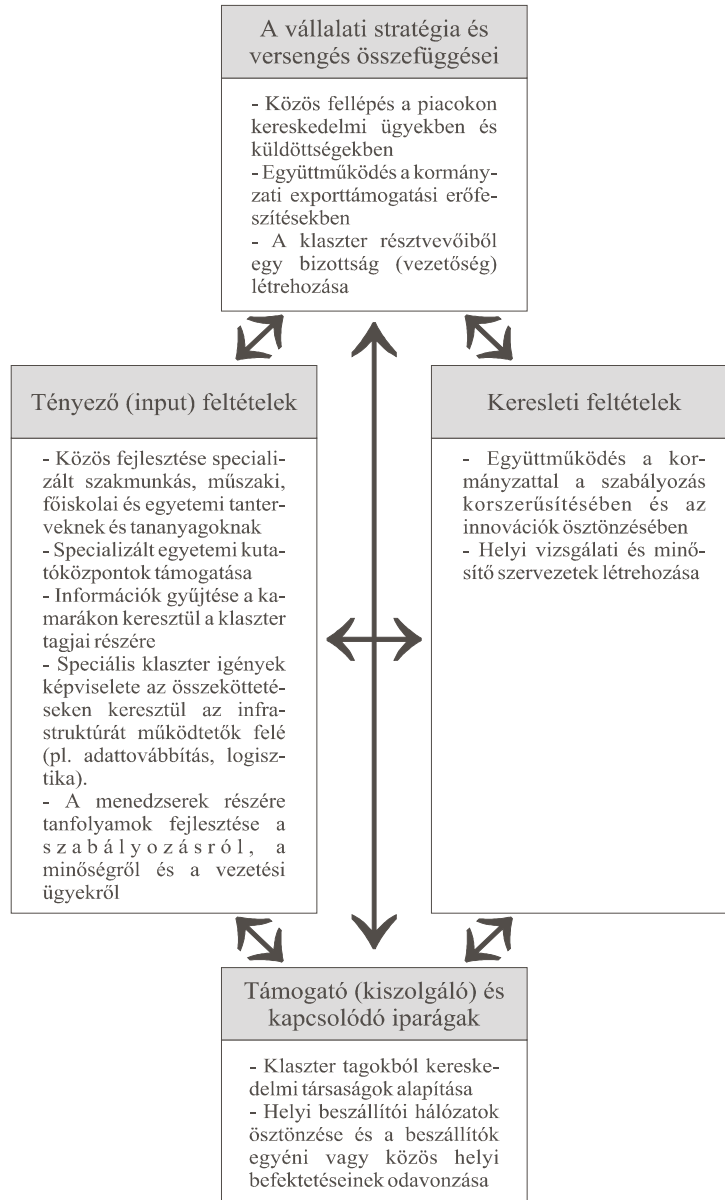 A vállalati stratégia és
versengés összefüggései
- Közös fellépés a piacokon
kereskedelmi ügyekben és
küldöttségekben
- Együttműködés a kormány-
zati exporttámogatási erőfe-
szítésekben
- A klaszter résztvevőiből
egy bizottság (vezetőség)
létrehozása
Tényező (input) feltételek
- Közös fejlesztése speciali-
zált szakmunkás, műszaki,
főiskolai és egyetemi tanter-
veknek és tananyagoknak
- Specializált egyetemi kuta-
tóközpontok támogatása
- Információk gyűjtése a ka-
marákon keresztül a klaszter
tagjai részére
- Speciális klaszter igények
képviselete az összekötteté-
seken keresztül az infra-
struktúrát működtetők felé
(pl. adattovábbítás, logisz-
tika).
- A menedzserek részére
tanfolyamok fejlesztése a
szabályozásról, a
minőségről és a vezetési
ügyekről
Keresleti feltételek
- Együttműködés a kor-
mányzattal a szabályozás
korszerűsítésében és az
innovációk ösztönzésében
- Helyi vizsgálati és minő-
sítő szervezetek létrehozása
Támogató (kiszolgáló) és
kapcsolódó iparágak
- Klaszter tagokból kereske-
delmi társaságok alapítása
- Helyi beszállítói hálózatok
ösztönzése és a beszállítók
egyéni vagy közös helyi
befektetéseinek odavonzása